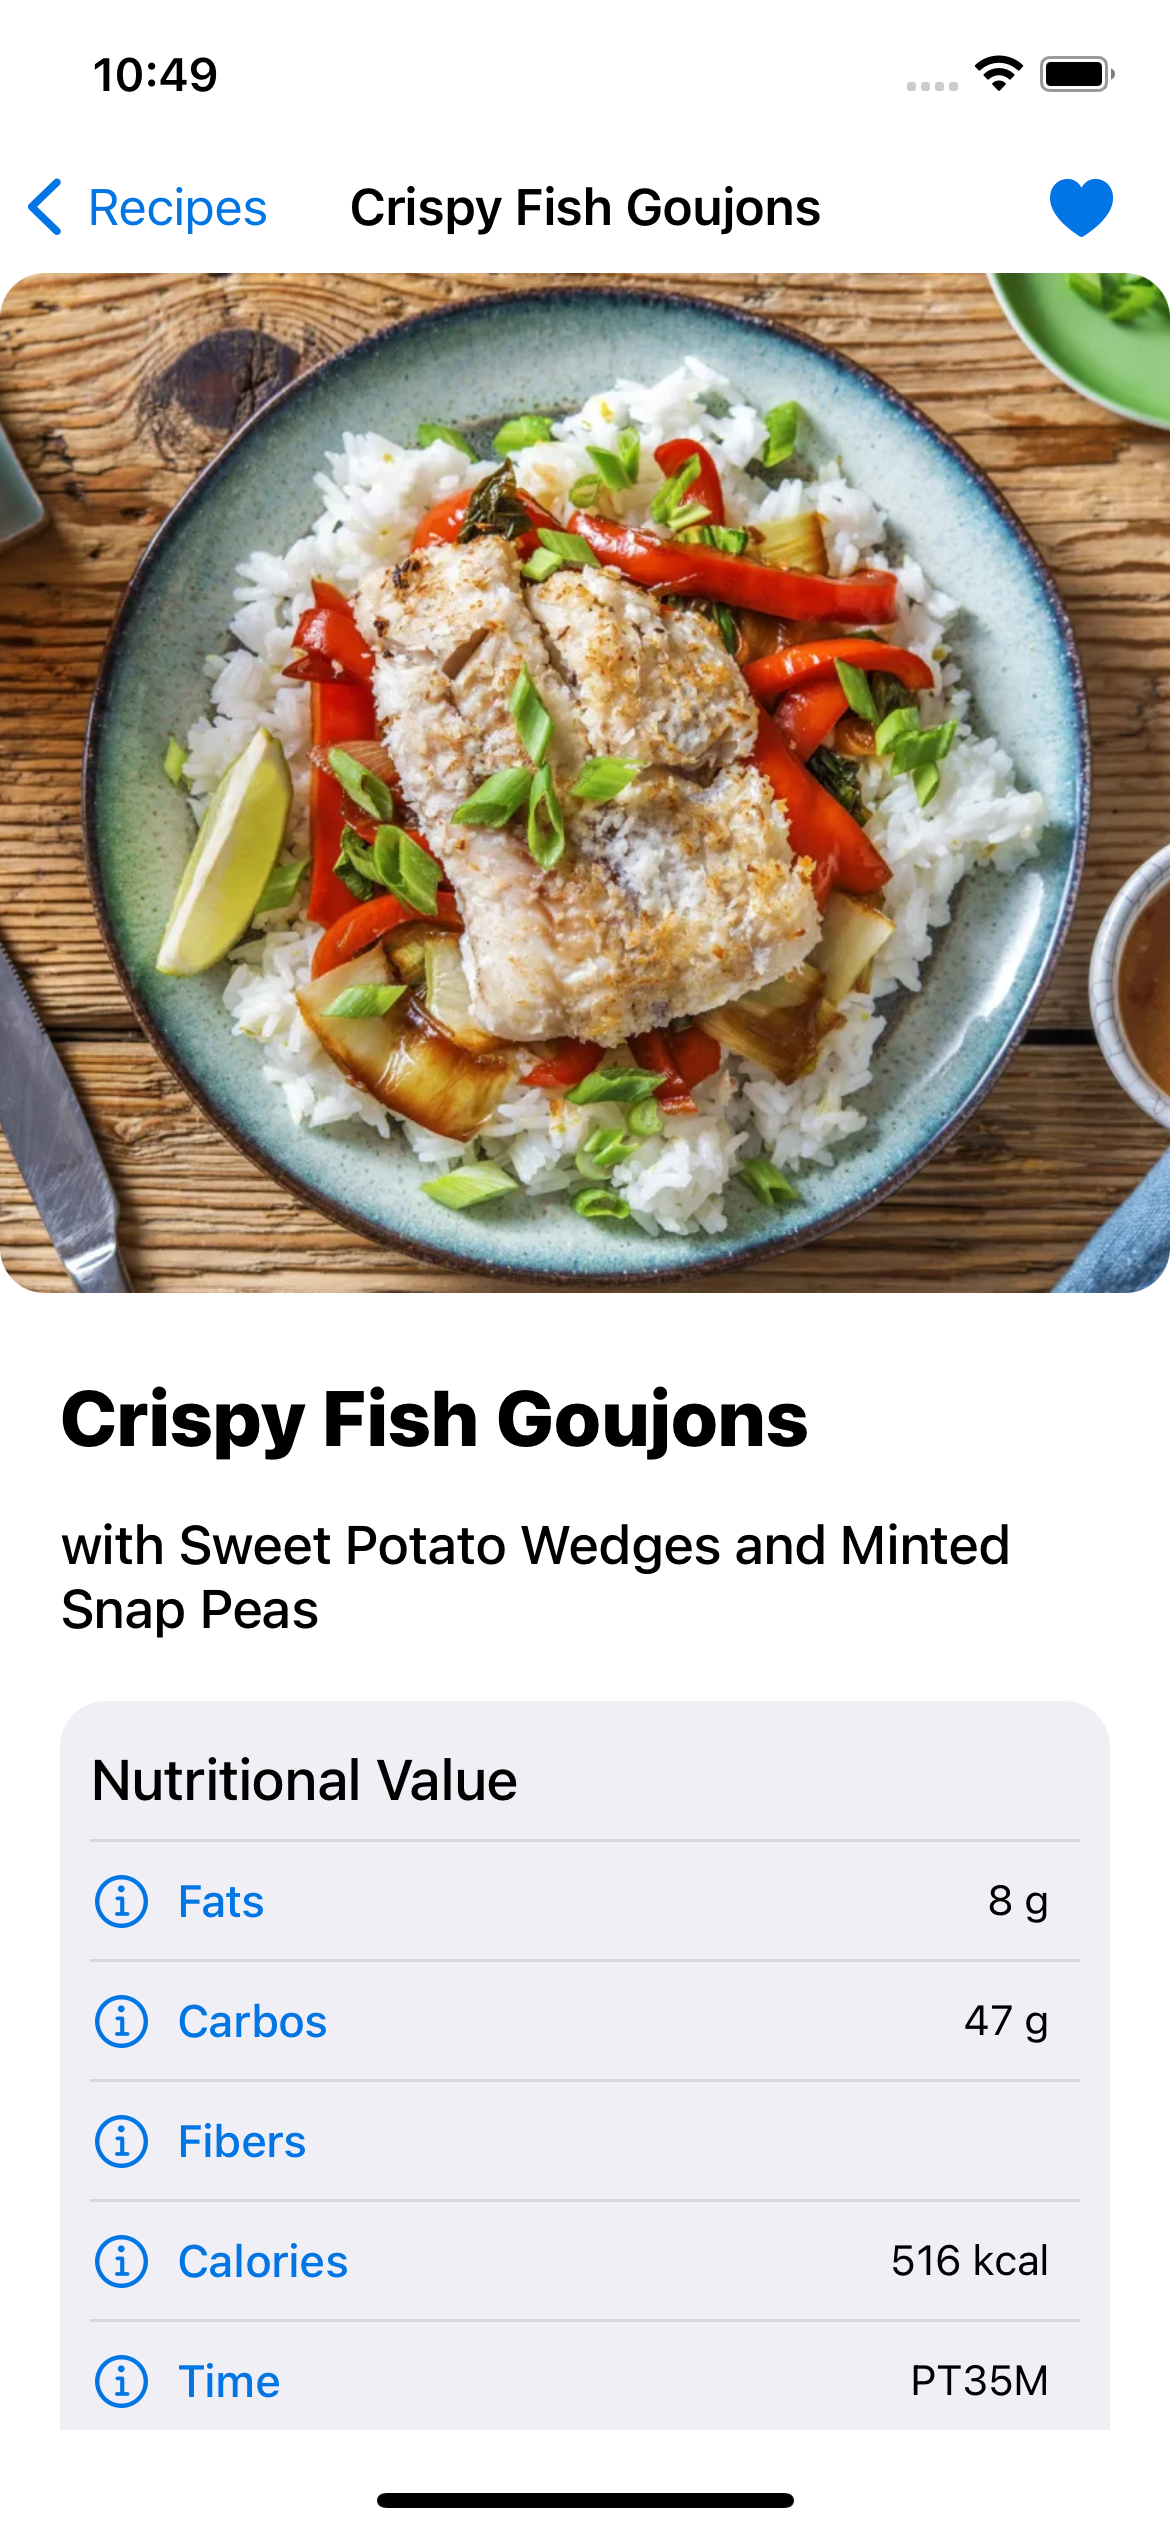 10:49
Recipes
Crispy Fish Goujons
Crispy Fish Goujons
with Sweet Potato Wedges and Minted
Snap Peas
Nutritional Value
Fats 8 g
Carbos 47 g
Fibers
Calories 516 kcal
Time PT35M